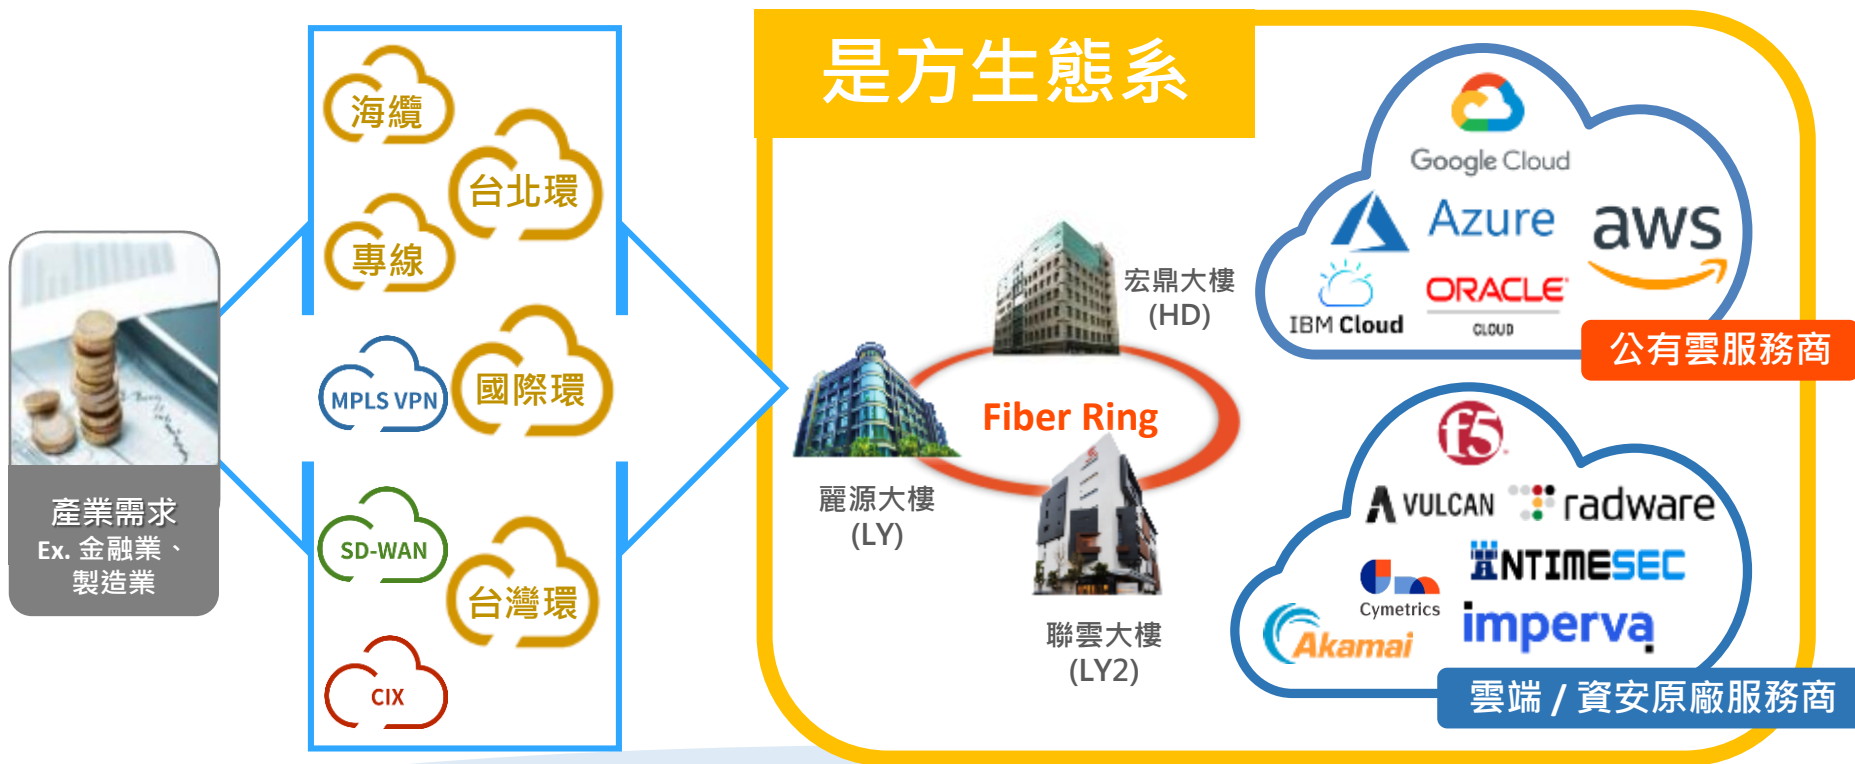 是方生態系
產業需求
Ex. 金融業、
製造業
海纜
台北環
專線
MPLS VPN
國際環
SD-WAN
台灣環
CIX
宏鼎大樓
(HD)
Fiber Ring
麗源大樓
(LY)
聯雲大樓
(LY2)
Google Cloud
Azure
aws
IBM Cloud
ORACLE
CLOUD
公有雲服務商
f5
VULCAN
radware
INTIMESEC
Cymetrics
Akamai
imperva
雲端 / 資安原廠服務商